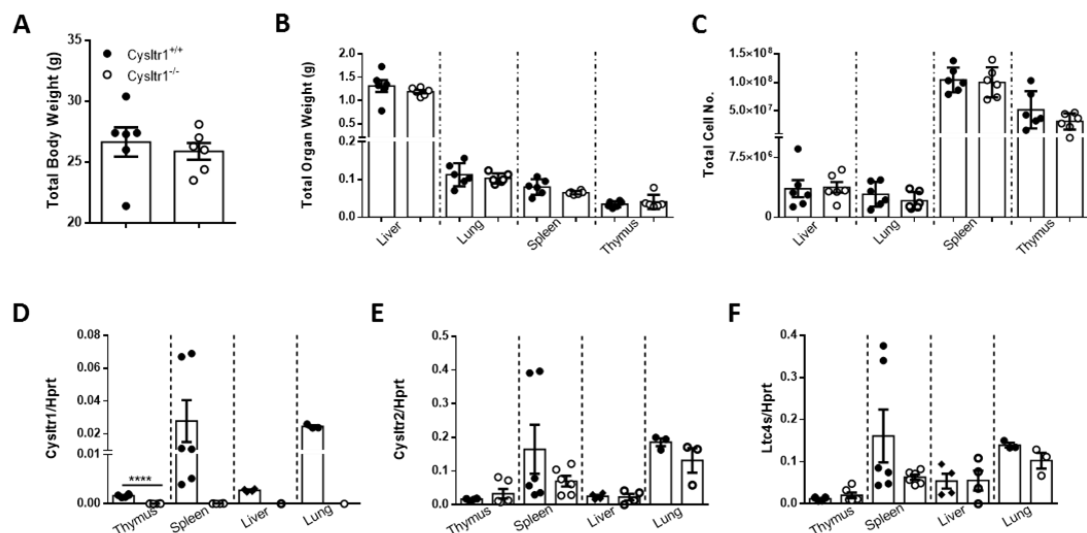 A
Total Body Weight (g)
35
30
25
20
Cysltr1+/+
Cysltr1-/-
B
Total Organ Weight (g)
2.0
1.5
1.0
0.5
0.2
0.1
0.0
Liver
Lung
Spleen
Thymus
C
Total Cell No.
1.5×10⁸
1.0×10⁸
5.0×10⁷
7.5×10⁶
0
Liver
Lung
Spleen
Thymus
D
Cysltr1/Hprt
0.08
0.06
0.04
0.02
0.01
0.00
****
Thymus
Spleen
Liver
Lung
E
Cysltr2/Hprt
0.5
0.4
0.3
0.2
0.1
0.0
Thymus
Spleen
Liver
Lung
F
Ltc4s/Hprt
0.4
0.3
0.2
0.1
0.0
Thymus
Spleen
Liver
Lung